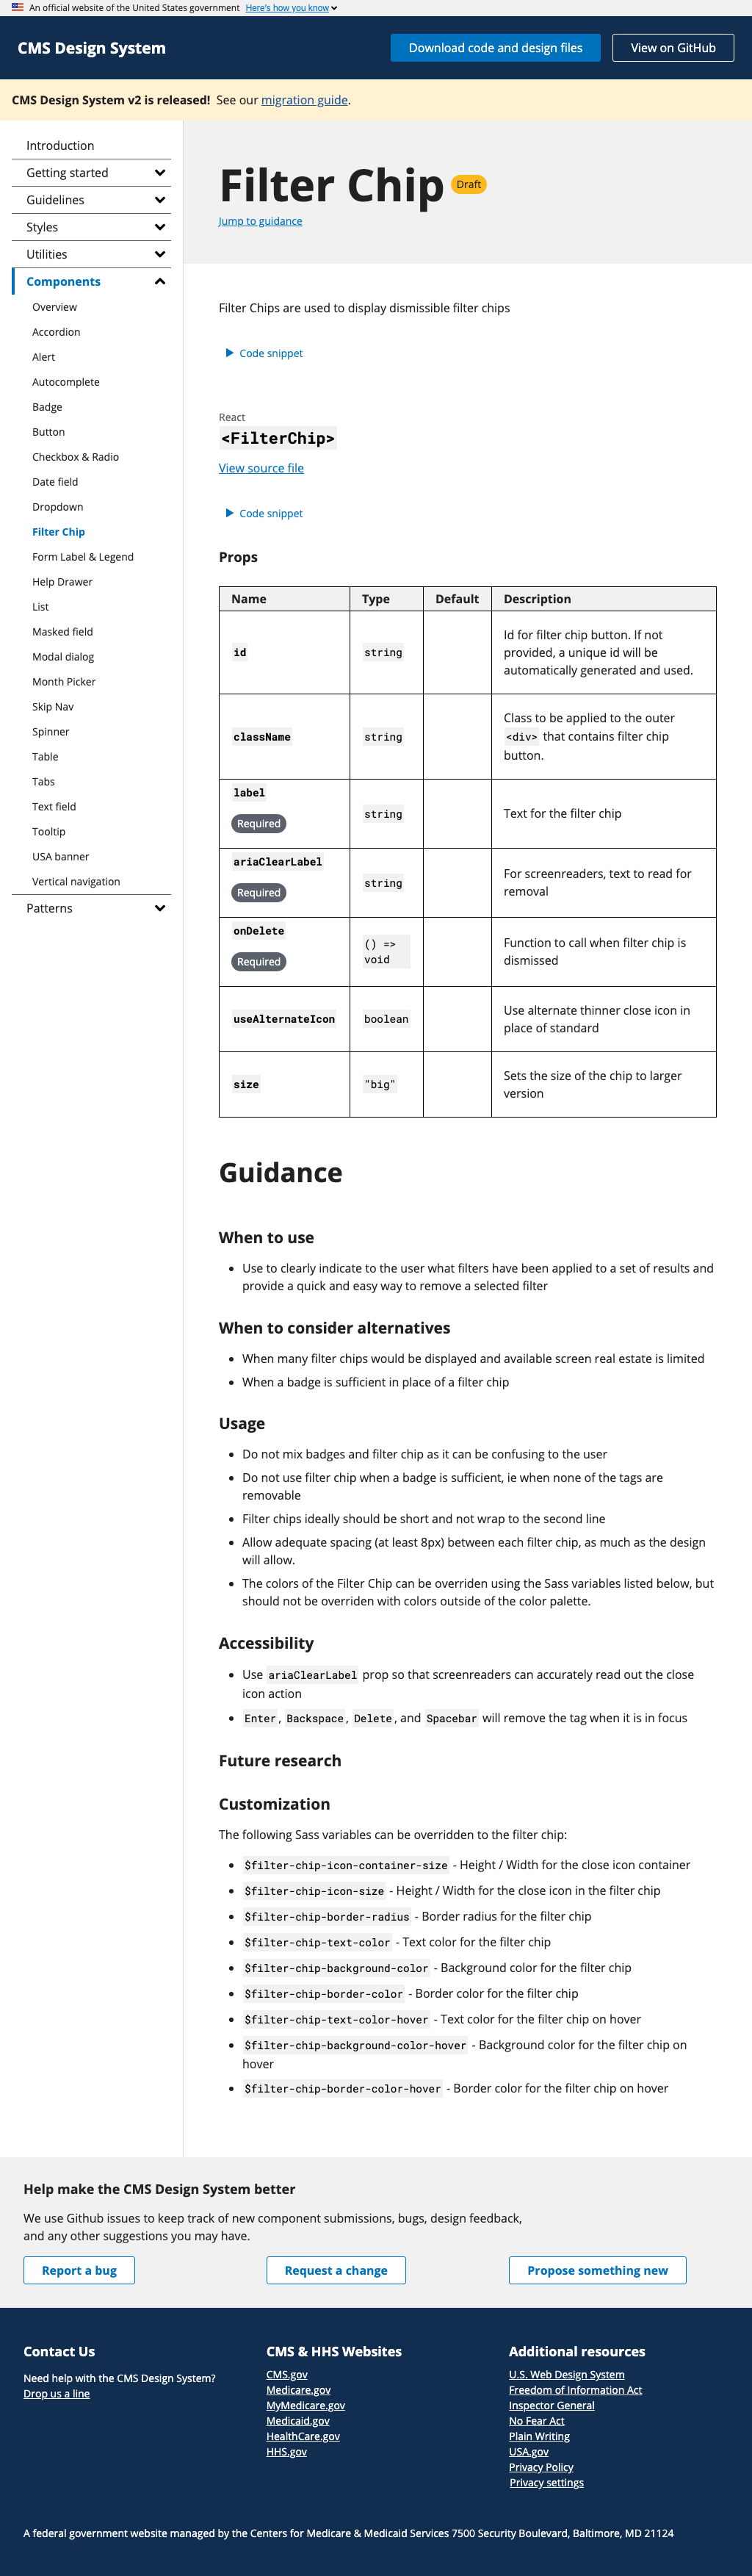 An official website of the United States government Here's how you know
CMS Design System
Download code and design files
View on GitHub
CMS Design System v2 is released! See our migration guide.
Introduction
Getting started
Guidelines
Styles
Utilities
Components
Overview
Accordion
Alert
Autocomplete
Badge
Button
Checkbox & Radio
Date field
Dropdown
Filter Chip
Form Label & Legend
Help Drawer
List
Masked field
Modal dialog
Month Picker
Skip Nav
Spinner
Table
Tabs
Text field
Tooltip
USA banner
Vertical navigation
Patterns
Filter Chip Draft
Jump to guidance
Filter Chips are used to display dismissible filter chips
Code snippet
React
<FilterChip>
View source file
Code snippet
Props
Name Type Default Description
id string Id for filter chip button. If not
provided, a unique id will be
automatically generated and used.
className string Class to be applied to the outer
<div> that contains filter chip
button.
label
Required
string
Text for the filter chip
ariaClearLabel
Required
string
For screenreaders, text to read for
removal
onDelete
Required
() =>
void
Function to call when filter chip is
dismissed
useAlternateIcon boolean Use alternate thinner close icon in
place of standard
size "big" Sets the size of the chip to larger
version
Guidance
When to use
• Use to clearly indicate to the user what filters have been applied to a set of results and
provide a quick and easy way to remove a selected filter
When to consider alternatives
• When many filter chips would be displayed and available screen real estate is limited
• When a badge is sufficient in place of a filter chip
Usage
• Do not mix badges and filter chip as it can be confusing to the user
• Do not use filter chip when a badge is sufficient, ie when none of the tags are
removable
• Filter chips ideally should be short and not wrap to the second line
• Allow adequate spacing (at least 8px) between each filter chip, as much as the design
will allow.
• The colors of the Filter Chip can be overriden using the Sass variables listed below, but
should not be overriden with colors outside of the color palette.
Accessibility
• Use ariaClearLabel prop so that screenreaders can accurately read out the close
icon action
• Enter, Backspace, Delete, and Spacebar will remove the tag when it is in focus
Future research
Customization
The following Sass variables can be overridden to the filter chip:
• $filter-chip-icon-container-size - Height / Width for the close icon container
• $filter-chip-icon-size - Height / Width for the close icon in the filter chip
• $filter-chip-border-radius - Border radius for the filter chip
• $filter-chip-text-color - Text color for the filter chip
• $filter-chip-background-color - Background color for the filter chip
• $filter-chip-border-color - Border color for the filter chip
• $filter-chip-text-color-hover - Text color for the filter chip on hover
• $filter-chip-background-color-hover - Background color for the filter chip on
hover
• $filter-chip-border-color-hover - Border color for the filter chip on hover
Help make the CMS Design System better
We use Github issues to keep track of new component submissions, bugs, design feedback,
and any other suggestions you may have.
Report a bug
Request a change
Propose something new
Contact Us
Need help with the CMS Design System?
Drop us a line
CMS & HHS Websites
CMS.gov
Medicare.gov
MyMedicare.gov
Medicaid.gov
HealthCare.gov
HHS.gov
Additional resources
U.S. Web Design System
Freedom of Information Act
Inspector General
No Fear Act
Plain Writing
USA.gov
Privacy Policy
Privacy settings
A federal government website managed by the Centers for Medicare & Medicaid Services 7500 Security Boulevard, Baltimore, MD 21124